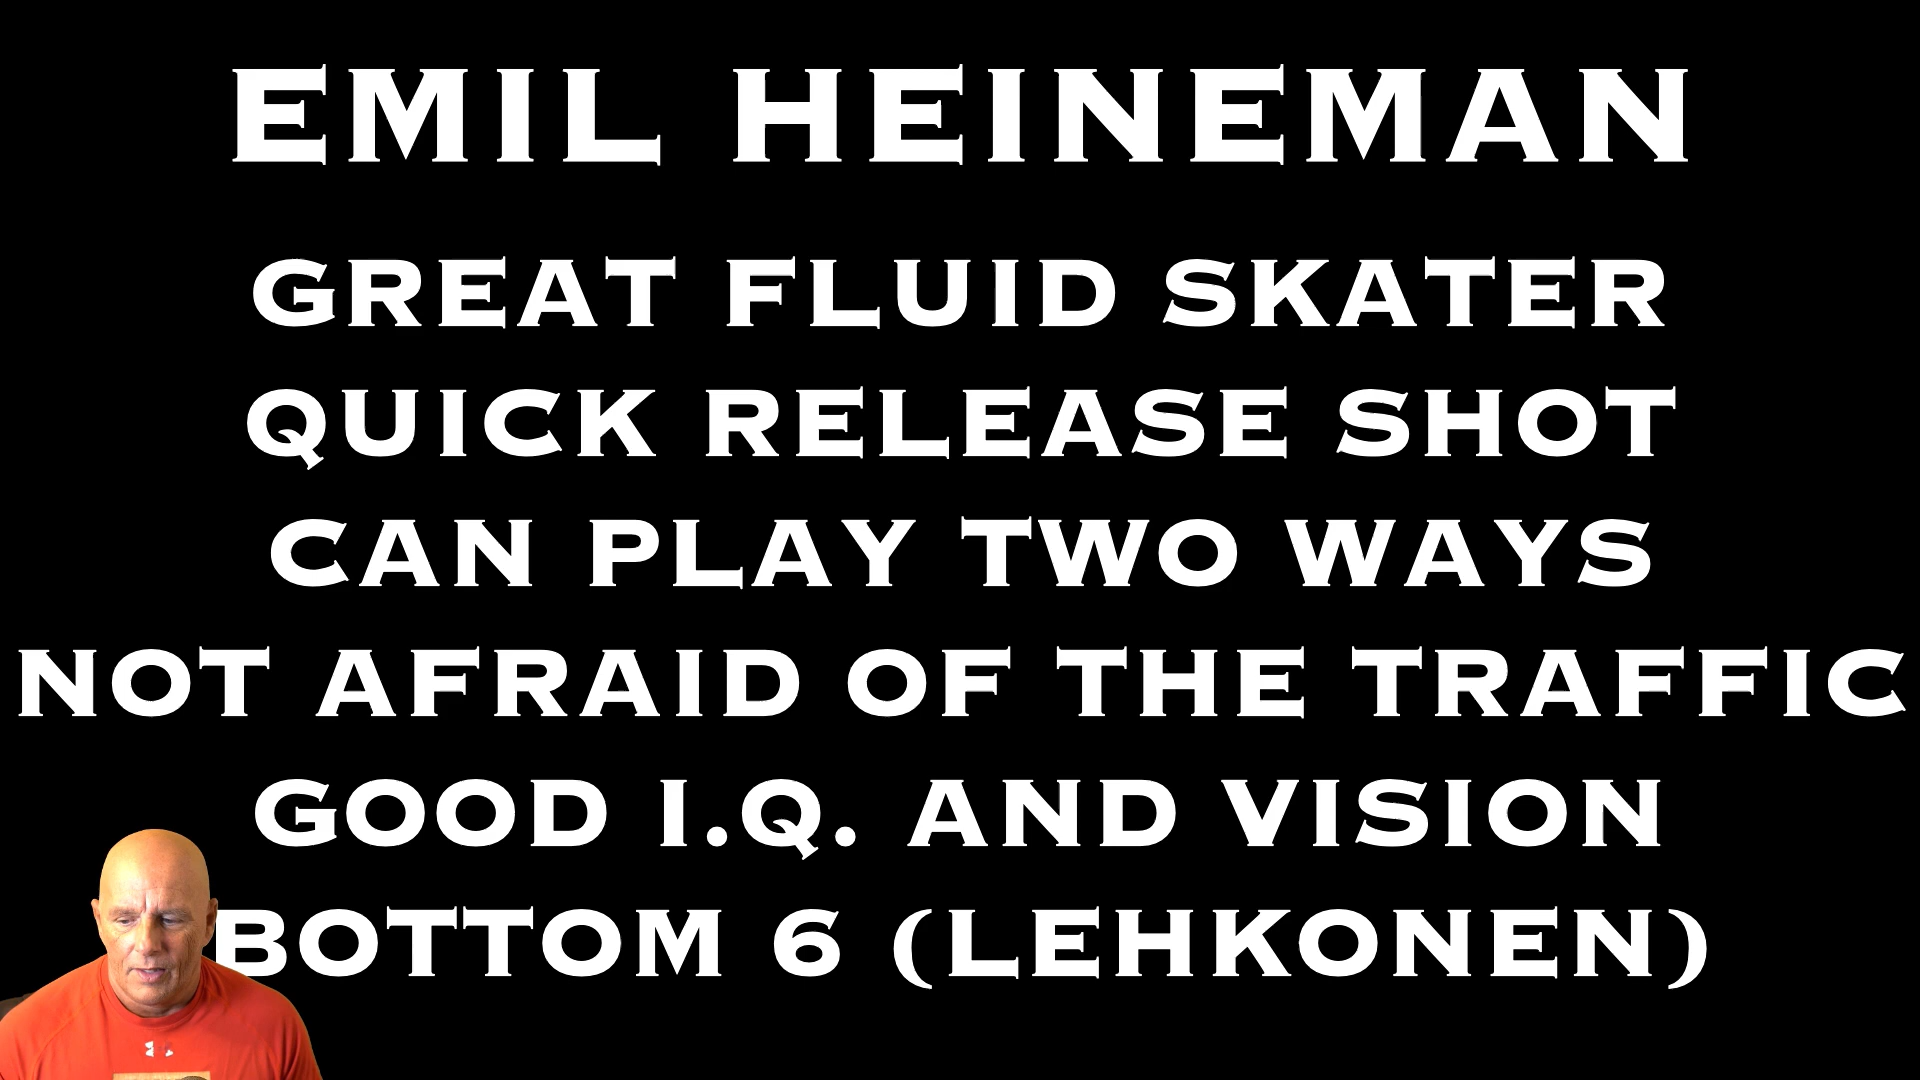 EMIL HEINEMAN
GREAT FLUID SKATER
QUICK RELEASE SHOT
CAN PLAY TWO WAYS
NOT AFRAID OF THE TRAFFIC
GOOD I.Q. AND VISION
BOTTOM 6 (LEHKONEN)